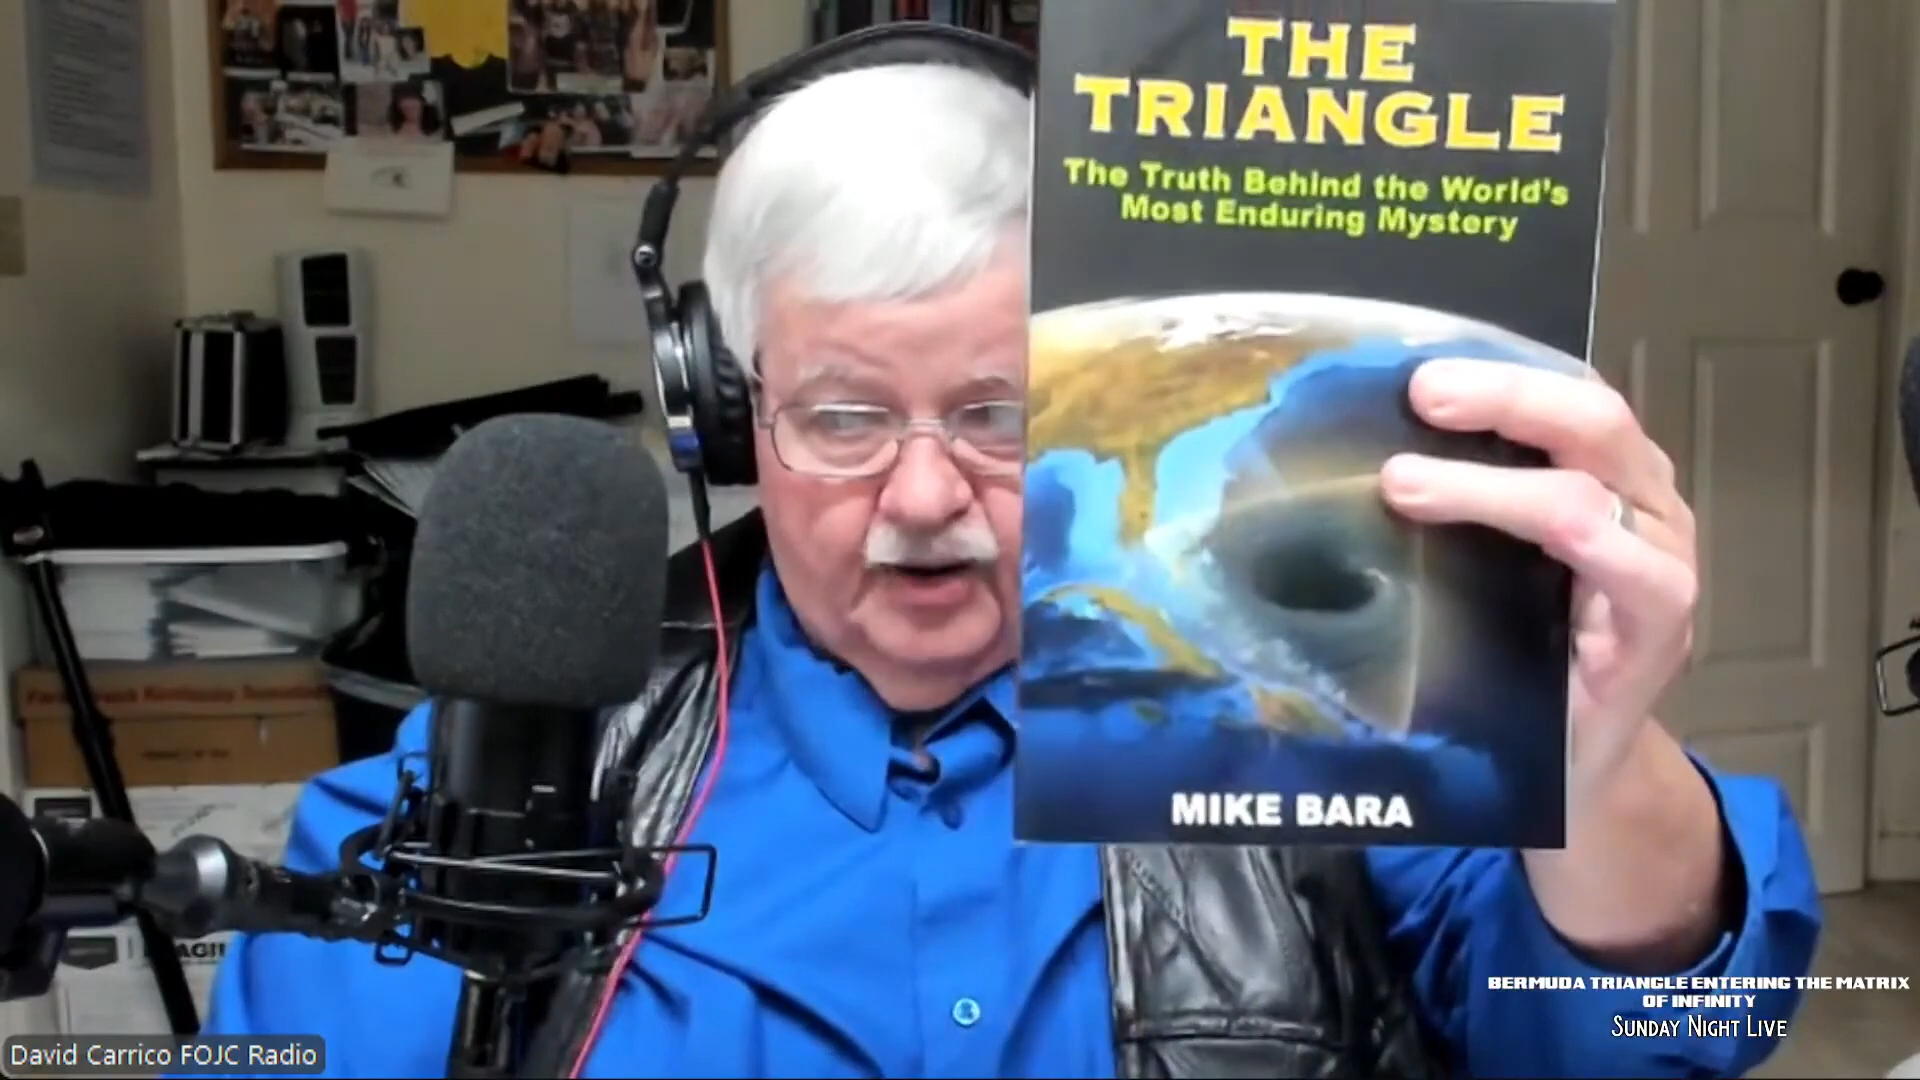 THE
TRIANGLE
The Truth Behind the World's
Most Enduring Mystery
MIKE BARA
BERMUDA TRIANGLE ENTERING THE MATRIX
OF INFINITY
SUNDAY NIGHT LIVE
David Carrico FOJC Radio